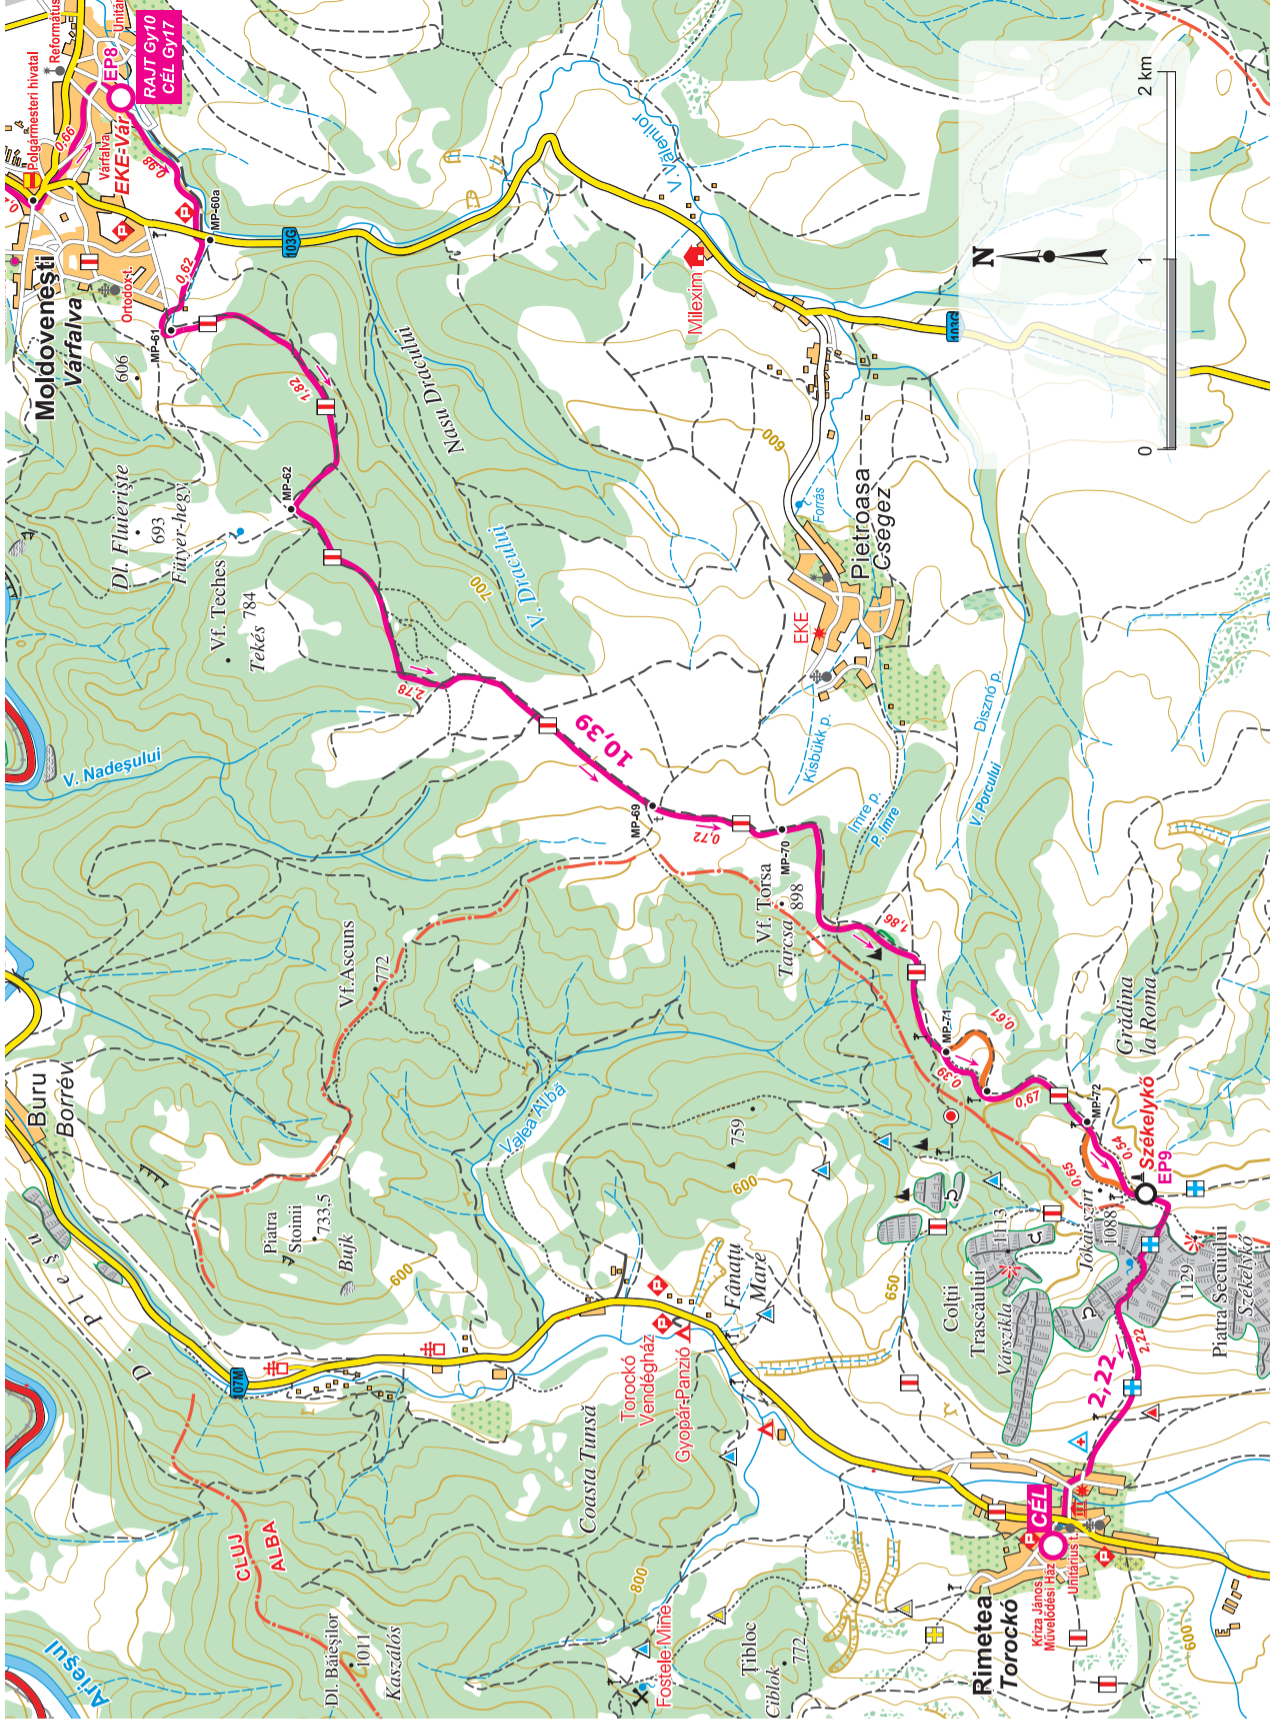 Polgármesteri hivatal
Református
Unitár
EP8
RAJT Gy10
CÉL Gy17
0,66
Várfalva
EKE-Vár
0,98
MP-60a
P
P
Moldovenești
Várfalva
Ortodox t.
0,62
MP-61
103G
606
1,82
Dl. Fluieriște
693
Fütyer-hegy
MP-62
Nasu Dracului
V. Dracului
700
Vf. Teches
784
Tekés
V. Nadeșului
2,78
10,39
MP-69
0,72
MP-70
Vf. Torsa
898
Tarcsa
1,86
MP-71
0,39
0,61
0,67
MP-72
0,54
0,65
Székelykő
EP9
Grădina
la Roma
V. Vălenilor
Milexim
103G
600
Forrás
Pietroasa
Csegez
EKE
Kisbükk p.
Imre p.
P. Imre
Disznó p.
V. Porcului
N
0
1
2 km
Buru
Borrév
D. Pleșu
Vf. Ascuns
772
Piatra
Stoinii
733,5
Bujk
Valea Albă
759
600
600
107M
CLUJ
ALBA
Arieșul
Dl. Băieșilor
1011
Kaszálos
Coasta Tunsă
Torockó
Vendégház
P
P
Gyopár-Panzió
Fânațu
Mare
650
800
Fostele Mine
Tibloc
772
Ciblok
Colții
Trascăului
1113
Várzikla
Jókai-szirt
1088
1129
Piatra Secuiului
Székelykő
2,22
2,22
Rimetea
Torockó
CÉL
P
P
Kriza János
Művelődési Ház
Unitárius t.
600